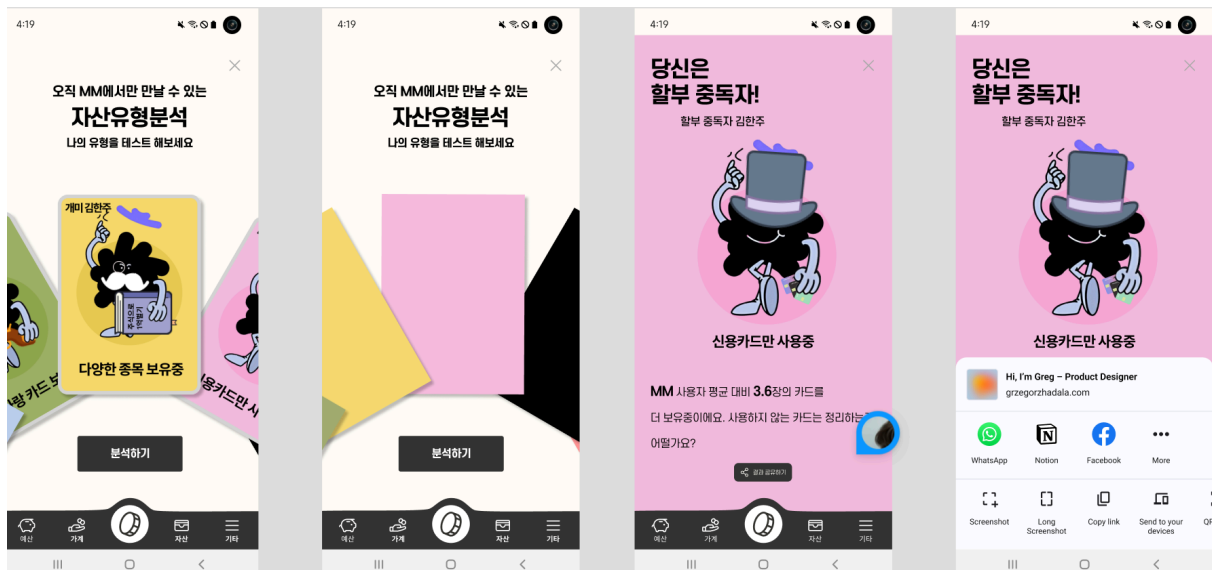 4:19
오직 MM에서만 만날 수 있는
자산유형분석
나의 유형을 테스트 해보세요
개미 김한주
주식으로
다양한 종목 보유중
분석하기
예산
가계
자산
기타
4:19
오직 MM에서만 만날 수 있는
자산유형분석
나의 유형을 테스트 해보세요
분석하기
예산
가계
자산
기타
4:19
당신은
할부 중독자!
할부 중독자 김한주
신용카드만 사용중
MM 사용자 평균 대비 3.6장의 카드를
더 보유중이에요. 사용하지 않는 카드는 정리하는
어떨가요?
결과 공유하기
예산
가계
자산
기타
4:19
당신은
할부 중독자!
할부 중독자 김한주
신용카드만 사용중
Hi, I'm Greg – Product Designer
grzegorzhadala.com
WhatsApp
Notion
Facebook
More
Screenshot
Long
Screenshot
Copy link
Send to your
devices
QR